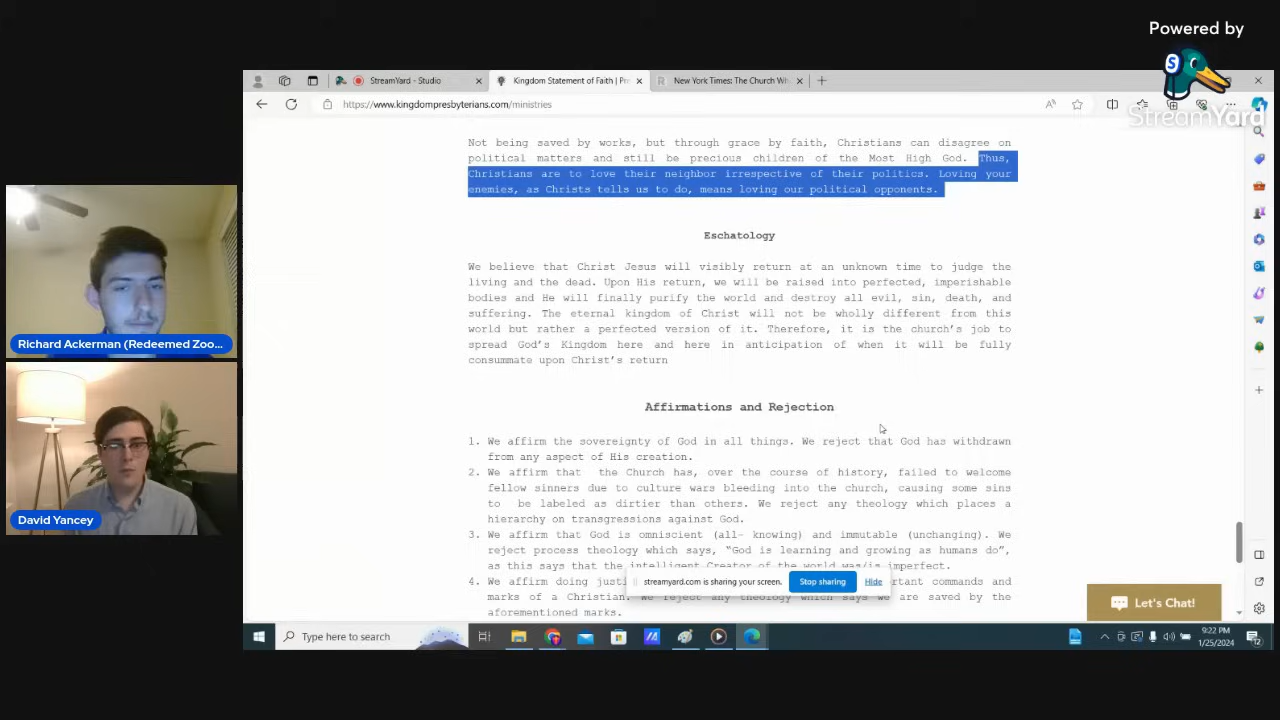 Powered by
StreamYard
StreamYard - Studio
Kingdom Statement of Faith | Pr
New York Times: The Church Wh
https://www.kingdompresbyterians.com/ministries
Not being saved by works, but through grace by faith, Christians can disagree on
political matters and still be precious children of the Most High God. Thus,
Christians are to love their neighbor irrespective of their politics. Loving your
enemies, as Christs tells us to do, means loving our political opponents.
Eschatology
We believe that Christ Jesus will visibly return at an unknown time to judge the
living and the dead. Upon His return, we will be raised into perfected, imperishable
bodies and He will finally purify the world and destroy all evil, sin, death, and
suffering. The eternal kingdom of Christ will not be wholly different from this
world but rather a perfected version of it. Therefore, it is the church's job to
spread God's Kingdom here and here in anticipation of when it will be fully
consummate upon Christ's return
Affirmations and Rejection
1. We affirm the sovereignty of God in all things. We reject that God has withdrawn
from any aspect of His creation.
2. We affirm that the Church has, over the course of history, failed to welcome
fellow sinners due to culture wars bleeding into the church, causing some sins
to be labeled as dirtier than others. We reject any theology which places a
hierarchy on transgressions against God.
3. We affirm that God is omniscient (all- knowing) and immutable (unchanging). We
reject process theology which says, "God is learning and growing as humans do",
as this says that the intelligent Creator of the world was/is imperfect.
4. We affirm doing justi
rtant commands and
marks of a Christian. We reject any theology which says we are saved by the
aforementioned marks.
streamyard.com is sharing your screen.
Stop sharing
Hide
Let's Chat!
Richard Ackerman (Redeemed Zoo...
David Yancey
Type here to search
9:22 PM
1/25/2024